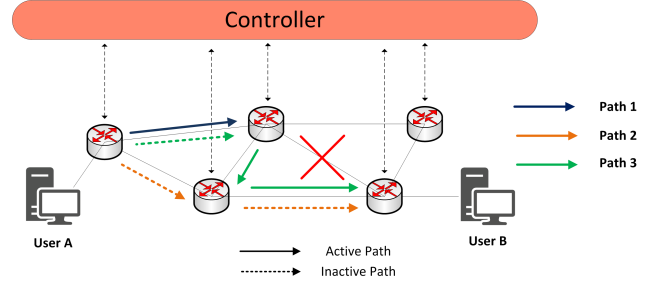 Controller
Path 1
Path 2
Path 3
User A
User B
Active Path
Inactive Path